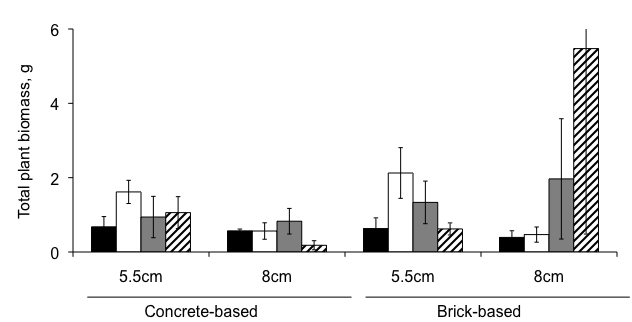 6
4
2
0
Total plant biomass, g
5.5cm 8cm 5.5cm 8cm
Concrete-based Brick-based